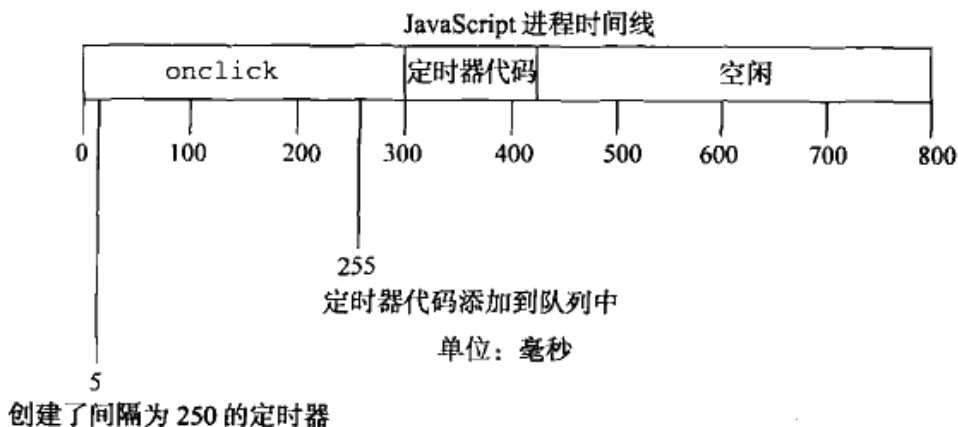 JavaScript 进程时间线
onclick
定时器代码
空闲
0
100
200
300
400
500
600
700
800
255
定时器代码添加到队列中
单位：毫秒
5
创建了间隔为 250 的定时器